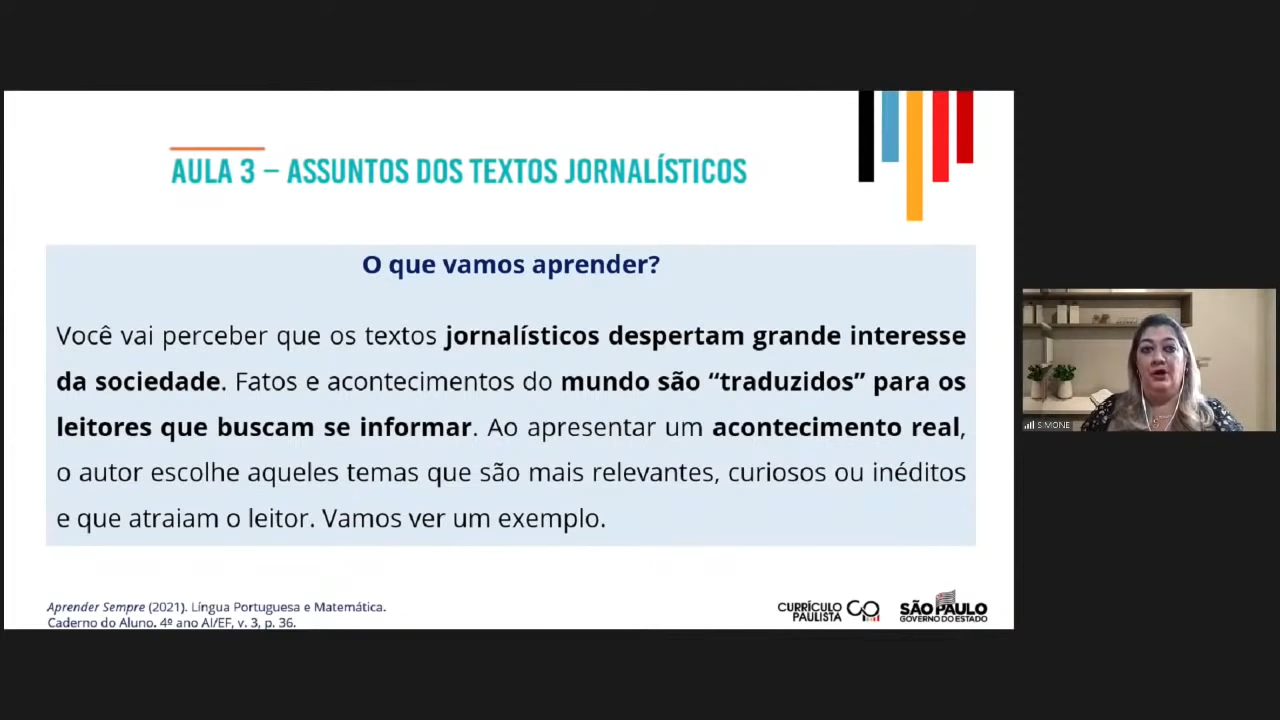 AULA 3 – ASSUNTOS DOS TEXTOS JORNALÍSTICOS
O que vamos aprender?
Você vai perceber que os textos jornalísticos despertam grande interesse
da sociedade. Fatos e acontecimentos do mundo são “traduzidos” para os
leitores que buscam se informar. Ao apresentar um acontecimento real,
o autor escolhe aqueles temas que são mais relevantes, curiosos ou inéditos
e que atraiam o leitor. Vamos ver um exemplo.
Aprender Sempre (2021). Língua Portuguesa e Matemática.
Caderno do Aluno. 4º ano AI/EF, v. 3, p. 36.
CURRÍCULO
PAULISTA
SÃO PAULO
GOVERNO DO ESTADO
SIMONE